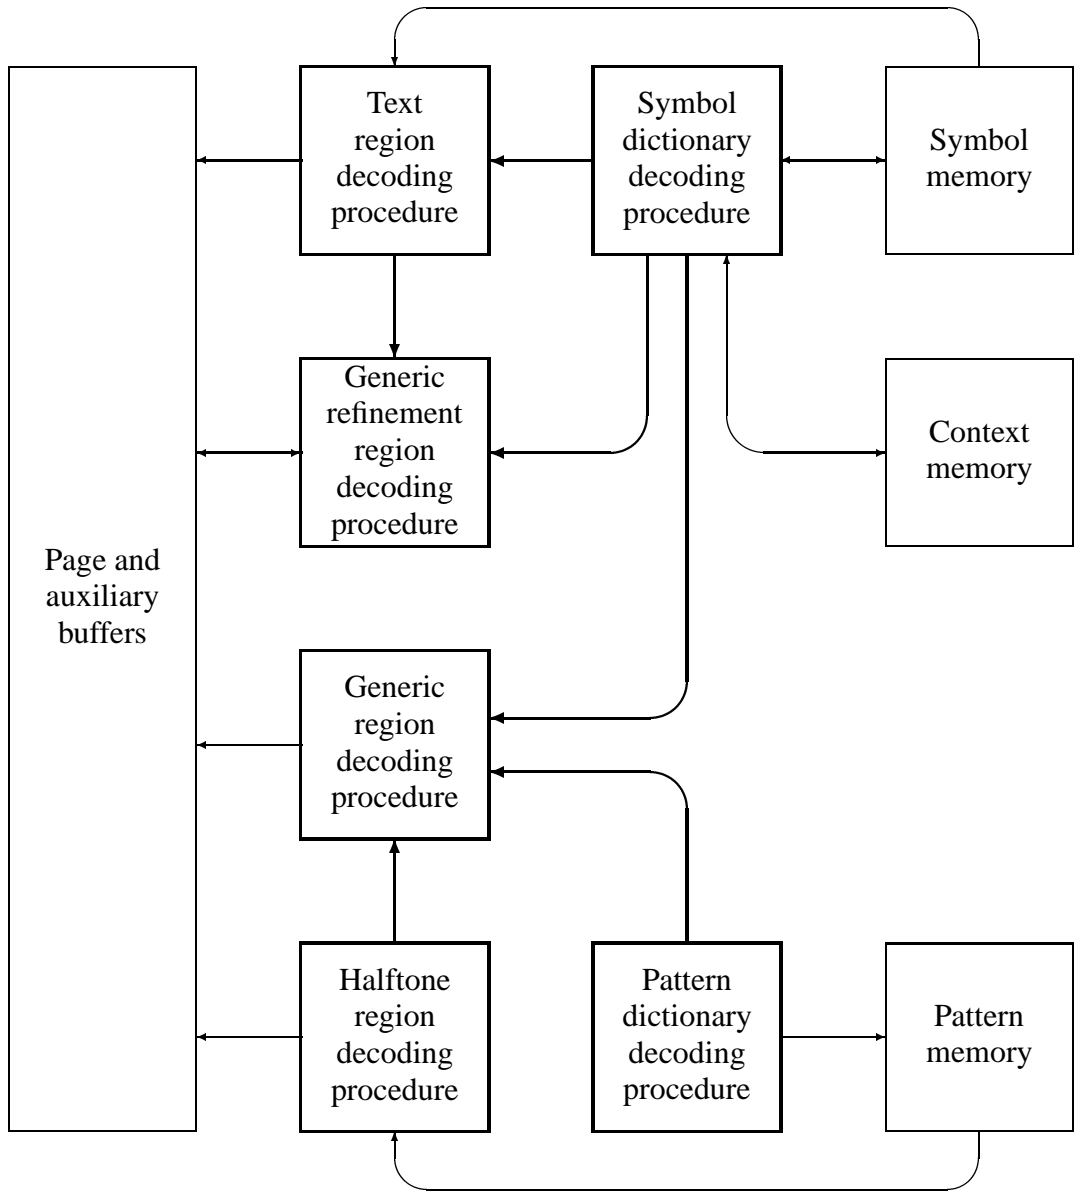 Text
region
decoding
procedure
Symbol
dictionary
decoding
procedure
Symbol
memory
Generic
refinement
region
decoding
procedure
Context
memory
Page and
auxiliary
buffers
Generic
region
decoding
procedure
Halftone
region
decoding
procedure
Pattern
dictionary
decoding
procedure
Pattern
memory